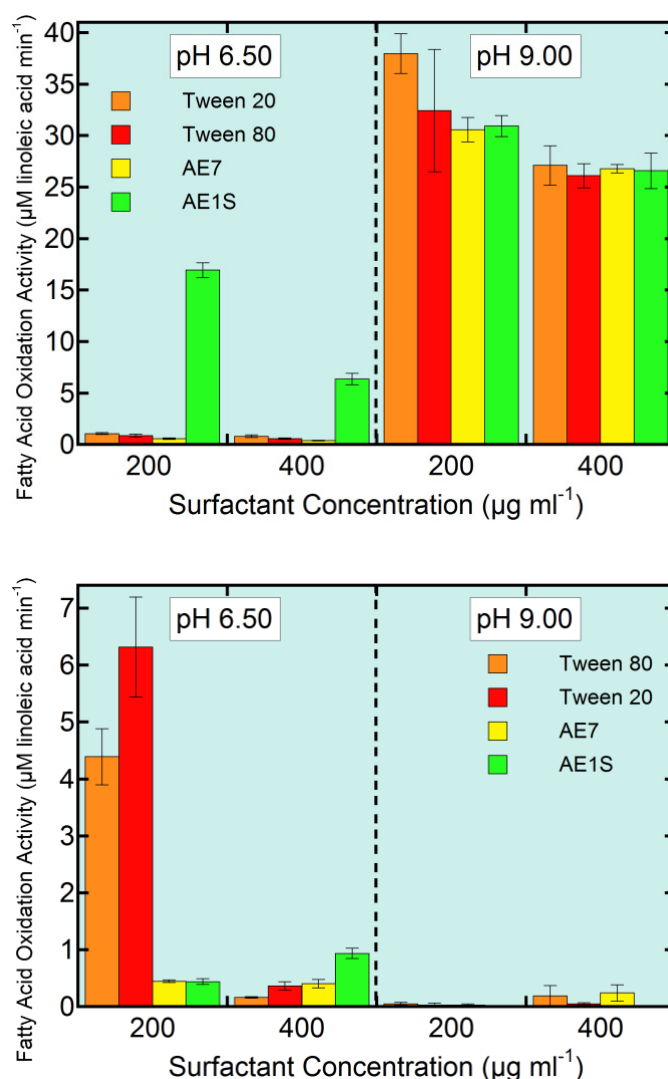 Fatty Acid Oxidation Activity (µM linoleic acid min⁻¹)
40
35
30
25
20
15
10
5
0
pH 6.50
pH 9.00
Tween 20
Tween 80
AE7
AE1S
200
400
200
400
Surfactant Concentration (µg ml⁻¹)
Fatty Acid Oxidation Activity (µM linoleic acid min⁻¹)
7
6
5
4
3
2
1
0
pH 6.50
pH 9.00
Tween 80
Tween 20
AE7
AE1S
200
400
200
400
Surfactant Concentration (µg ml⁻¹)